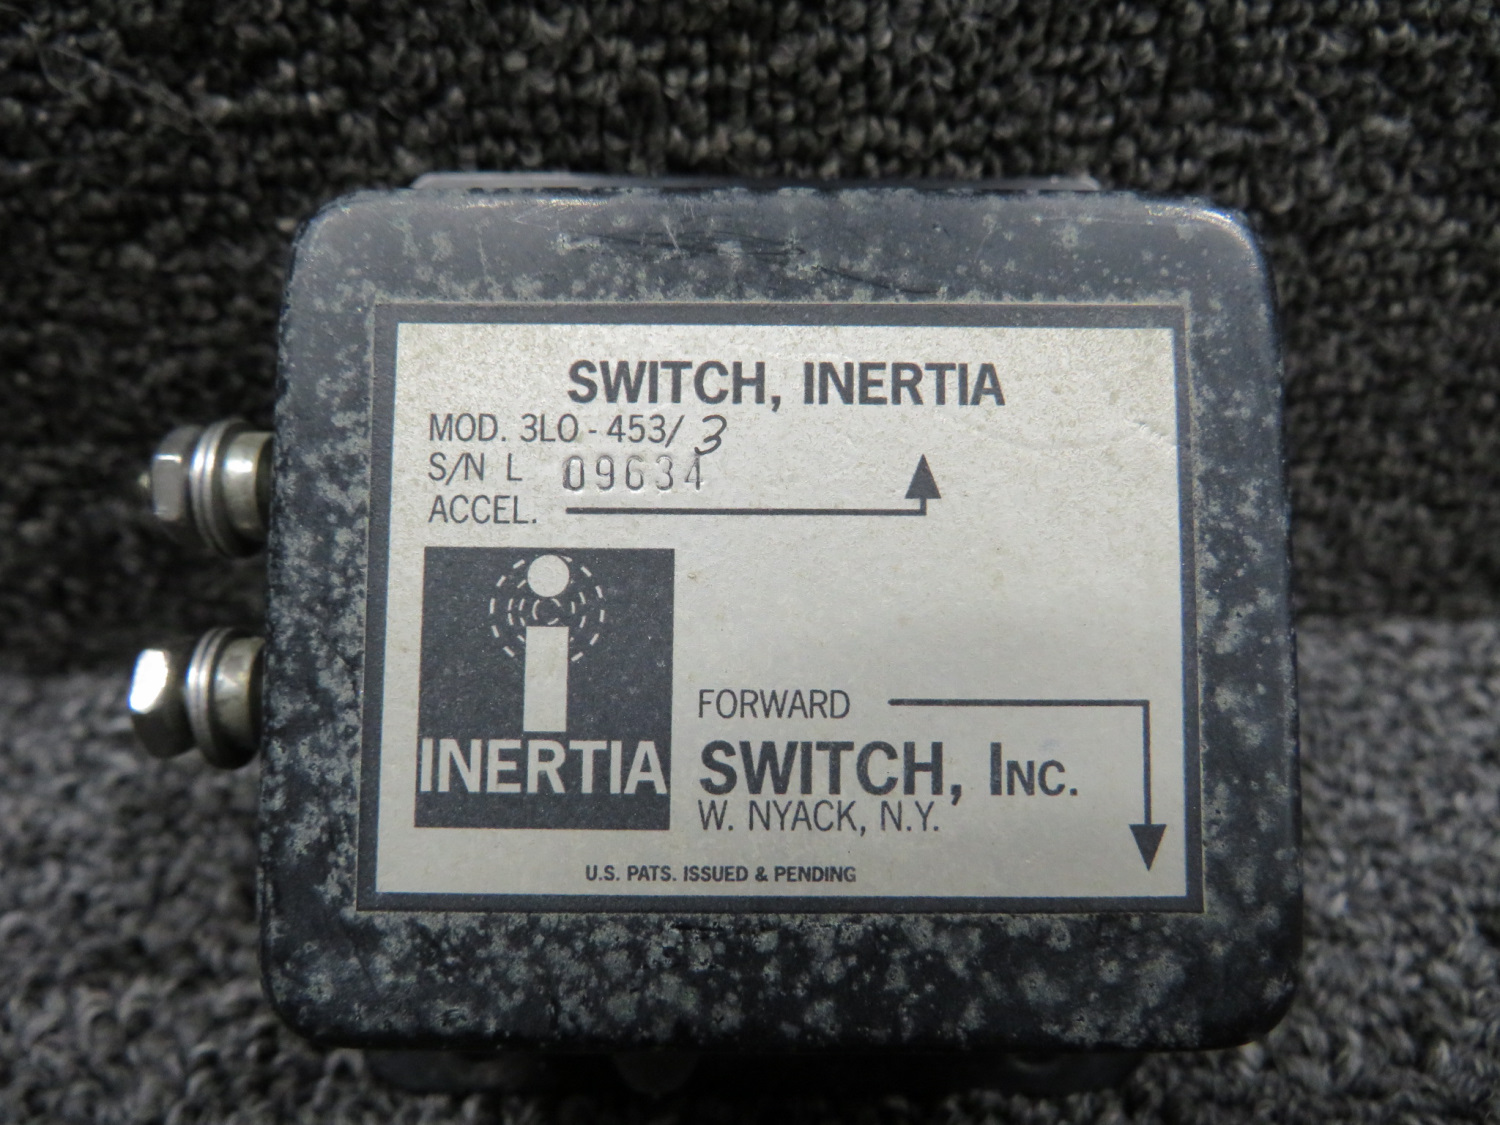 SWITCH, INERTIA
MOD. 3LO-453/3
S/N L 09634
ACCEL.
INERTIA
FORWARD
SWITCH, INC.
W. NYACK, N.Y.
U.S. PATS. ISSUED & PENDING